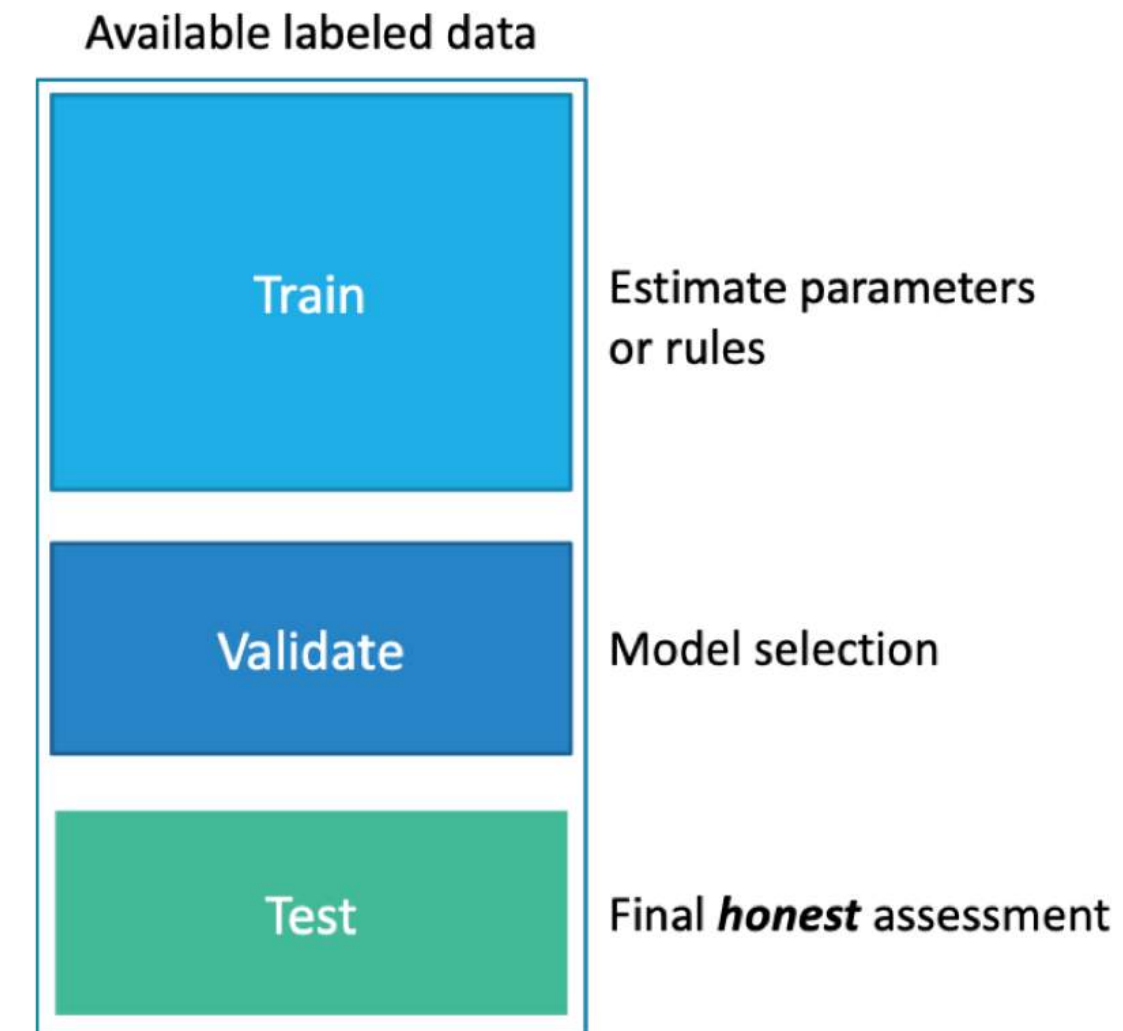 Available labeled data
Train
Estimate parameters
or rules
Validate
Model selection
Test
Final honest assessment